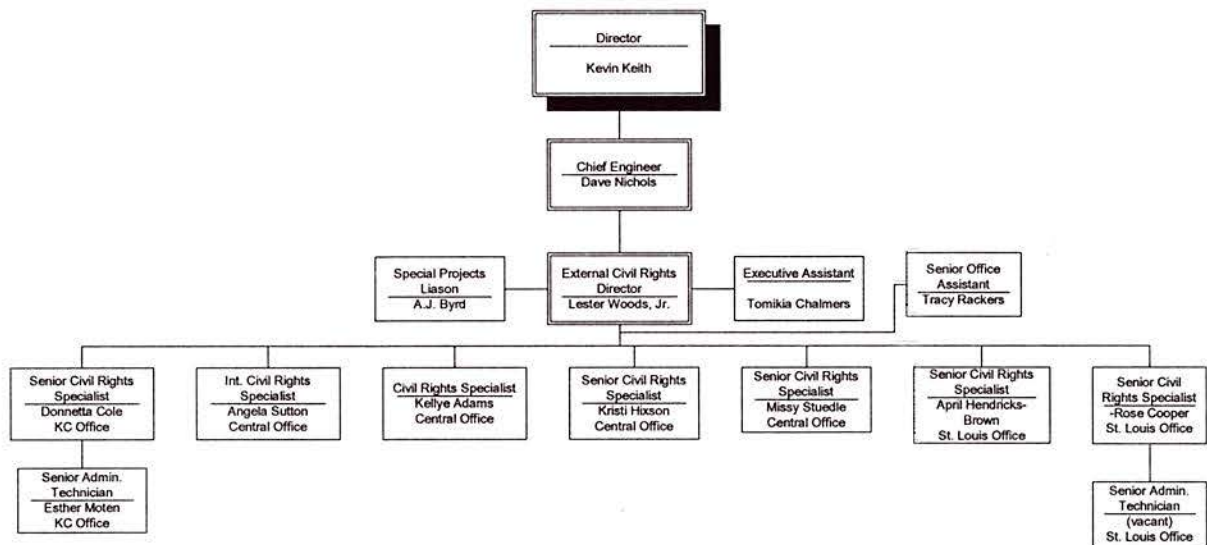 Director
Kevin Keith
Chief Engineer
Dave Nichols
Special Projects
Liason
A.J. Byrd
External Civil Rights
Director
Lester Woods, Jr.
Executive Assistant
Tomikia Chalmers
Senior Office
Assistant
Tracy Rackers
Senior Civil Rights
Specialist
Donnetta Cole
KC Office
Int. Civil Rights
Specialist
Angela Sutton
Central Office
Civil Rights Specialist
Kellye Adams
Central Office
Senior Civil Rights
Specialist
Kristi Hixson
Central Office
Senior Civil Rights
Specialist
Missy Stuedle
Central Office
Senior Civil Rights
Specialist
April Hendricks-
Brown
St. Louis Office
Senior Civil
Rights Specialist
-Rose Cooper
St. Louis Office
Senior Admin.
Technician
Esther Moten
KC Office
Senior Admin.
Technician
(vacant)
St. Louis Office